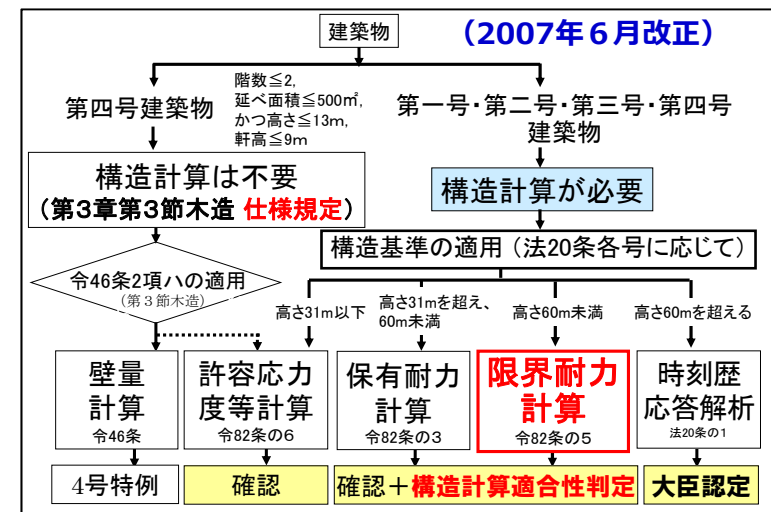 建築物
(2007年６月改正)
階数≦2,
延べ面積≦500㎡,
かつ高さ≦13m,
軒高≦9m
第四号建築物
第一号・第二号・第三号・第四号
建築物
構造計算は不要
(第3章第3節木造 仕様規定)
構造計算が必要
構造基準の適用 (法20条各号に応じて)
令46条2項ハの適用
(第３節木造)
高さ31m以下
高さ31mを超え、
60m未満
高さ60m未満
高さ60mを超える
壁量
計算
令46条
許容応力
度等計算
令82条の6
保有耐力
計算
令82条の3
限界耐力
計算
令82条の5
時刻歴
応答解析
法20条の1
4号特例
確認
確認＋構造計算適合性判定
大臣認定